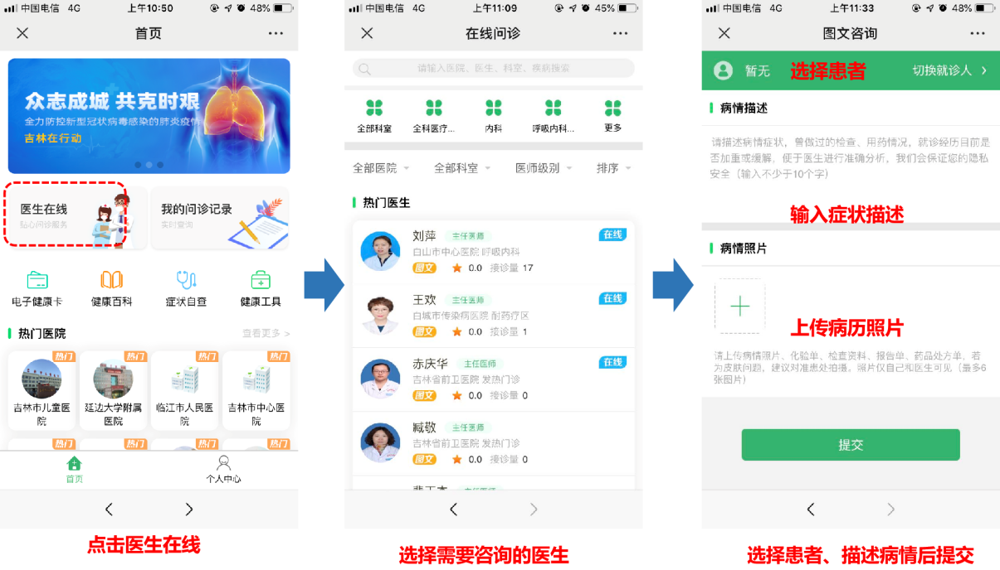 中国电信 4G 上午10:50 48%
首页
众志成城 共克时艰
全力防控新型冠状病毒感染的肺炎疫情
吉林在行动
医生在线
贴心问诊服务
我的问诊记录
实时查询
电子健康卡 健康百科 症状自查 健康工具
热门医院 查看更多 >
热门 热门 热门 热门
吉林市儿童医院
延边大学附属医院
临江市人民医院
吉林市中心医院
热门 热门 热门 热门
首页 个人中心
点击医生在线
中国电信 4G 上午11:09 45%
在线问诊
请输入医院、医生、科室、疾病搜索
全部科室 全科医疗... 内科 呼吸内科... 更多
全部医院 全部科室 医师级别 排序
热门医生
刘萍 主任医师 在线
白山市中心医院 呼吸内科
图文 0.0 接诊量 17
王欢 主任医师 在线
白城市传染病医院 耐药疗区
图文 0.0 接诊量 1
赤庆华 主任医师 在线
吉林省前卫医院 发热门诊
图文 0.0 接诊量 0
臧敬 主任医师
吉林省前卫医院 发热门诊
图文 0.0 接诊量 0
选择需要咨询的医生
中国电信 4G 上午11:33 48%
图文咨询
暂无 选择患者 切换就诊人 >
病情描述
请描述病情症状，曾做过的检查、用药情况，就诊经历目前是
否加重或缓解，便于医生进行准确分析，我们会保证您的隐私
安全（输入不少于10个字）
输入症状描述
病情照片
上传病历照片
请上传病情照片、化验单、检查资料、报告单、药品处方单，若
为皮肤问题，建议对准患处拍摄。照片仅自己和医生可见（最多6
张图片）
提交
选择患者、描述病情后提交